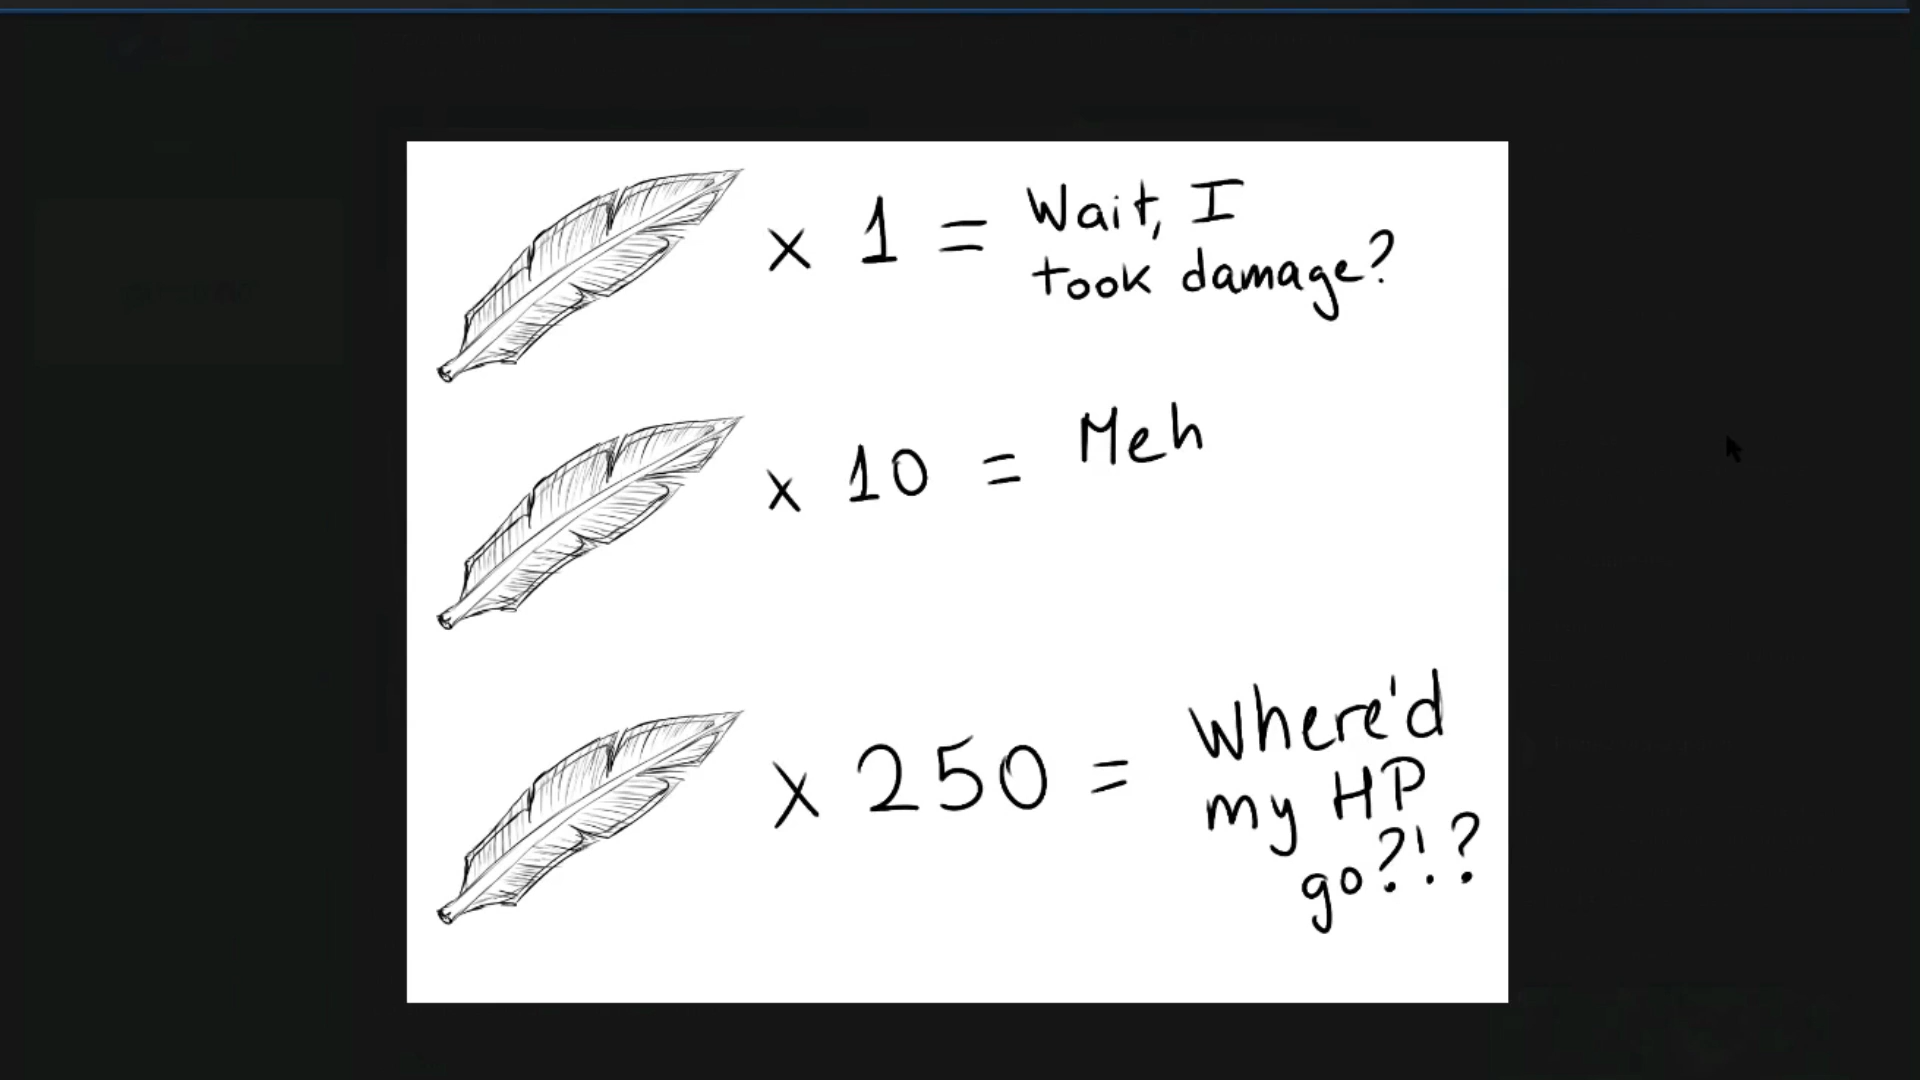 x 1 = Wait, I
took damage?
x 10 = Meh
x 250 = Where'd
my HP
go?!?